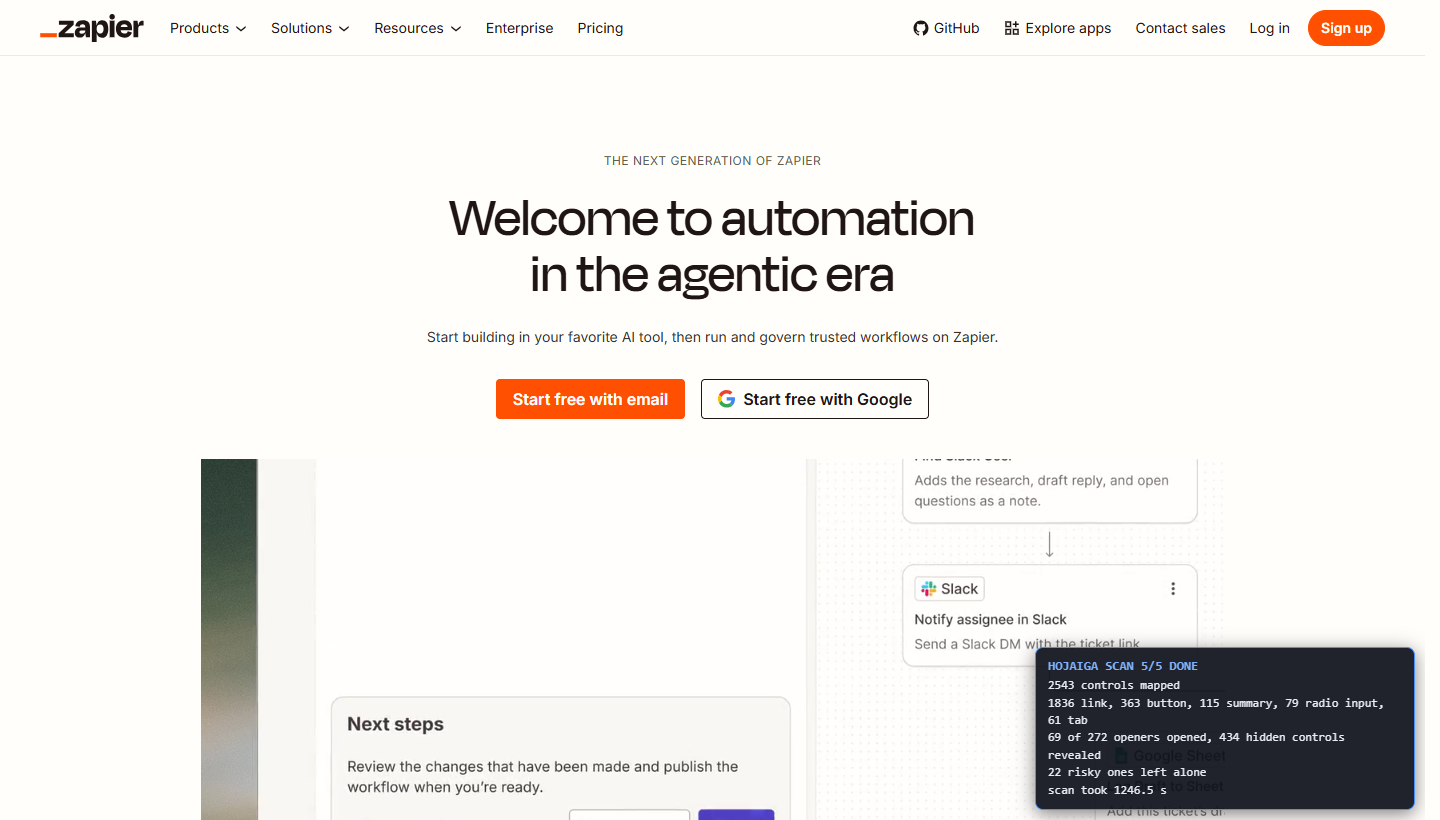 zapier
Products
Solutions
Resources
Enterprise
Pricing
GitHub
Explore apps
Contact sales
Log in
Sign up
THE NEXT GENERATION OF ZAPIER
Welcome to automation
in the agentic era
Start building in your favorite AI tool, then run and govern trusted workflows on Zapier.
Start free with email
Start free with Google
Adds the research, draft reply, and open
questions as a note.
Slack
Notify assignee in Slack
Send a Slack DM with the ticket link
Next steps
Review the changes that have been made and publish the
workflow when you're ready.
HOJAIGA SCAN 5/5 DONE
2543 controls mapped
1836 link, 363 button, 115 summary, 79 radio input,
61 tab
69 of 272 openers opened, 434 hidden controls
revealed
22 risky ones left alone
scan took 1246.5 s